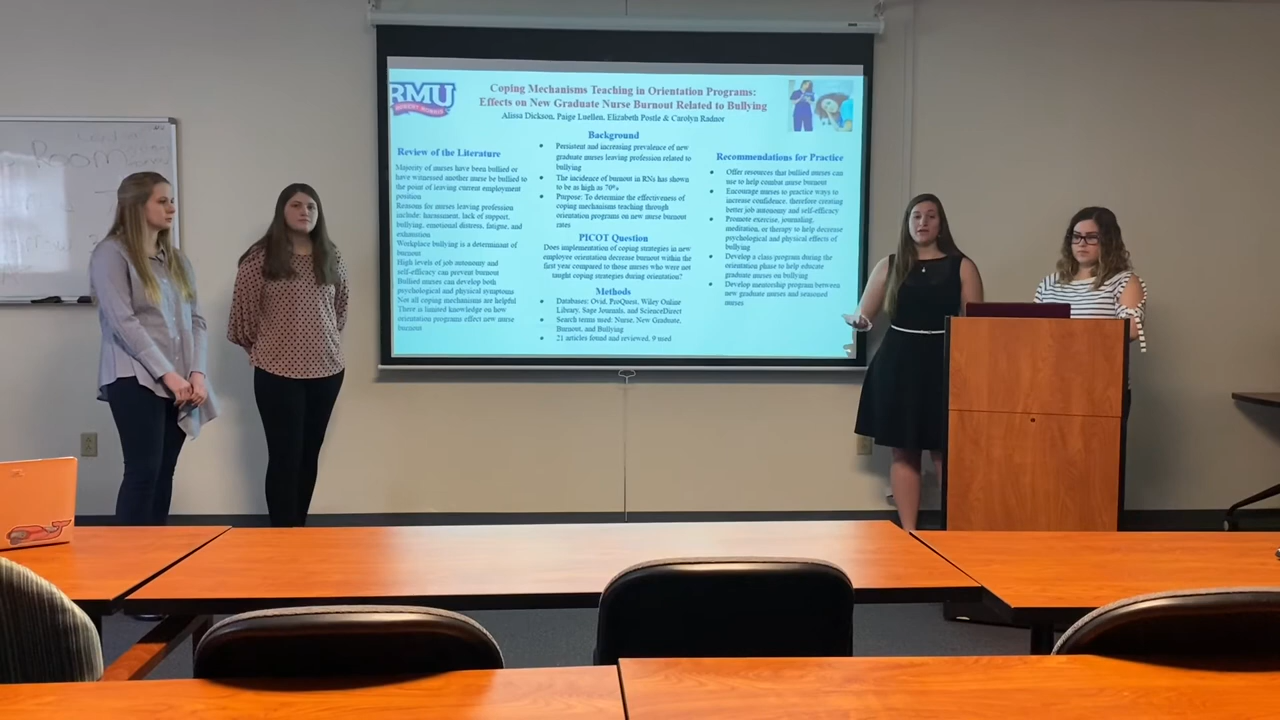 RMU
ROBERT MORRIS
Coping Mechanisms Teaching in Orientation Programs:
Effects on New Graduate Nurse Burnout Related to Bullying
Alissa Dickson, Paige Luellen, Elizabeth Postle & Carolyn Radnor
Review of the Literature
Majority of nurses have been bullied or
have witnessed another nurse be bullied to
the point of leaving current employment
position
Reasons for nurses leaving profession
include: harassment, lack of support,
bullying, emotional distress, fatigue, and
exhaustion
Workplace bullying is a determinant of
burnout
High levels of job autonomy and
self-efficacy can prevent burnout
Bullied nurses can develop both
psychological and physical symptoms
Not all coping mechanisms are helpful
There is limited knowledge on how
orientation programs effect new nurse
burnout
Background
• Persistent and increasing prevalence of new
graduate nurses leaving profession related to
bullying
• The incidence of burnout in RNs has shown
to be as high as 70%
• Purpose: To determine the effectiveness of
coping mechanisms teaching through
orientation programs on new nurse burnout
rates
PICOT Question
Does implementation of coping strategies in new
employee orientation decrease burnout within the
first year compared to those nurses who were not
taught coping strategies during orientation?
Methods
• Databases: Ovid, ProQuest, Wiley Online
Library, Sage Journals, and ScienceDirect
• Search terms used: Nurse, New Graduate,
Burnout, and Bullying
• 21 articles found and reviewed, 9 used
Recommendations for Practice
• Offer resources that bullied nurses can
use to help combat nurse burnout
• Encourage nurses to practice ways to
increase confidence, therefore creating
better job autonomy and self-efficacy
• Promote exercise, journaling,
meditation, or therapy to help decrease
psychological and physical effects of
bullying
• Develop a class program during the
orientation phase to help educate
graduate nurses on bullying
• Develop mentorship program between
new graduate nurses and seasoned
nurses
Room